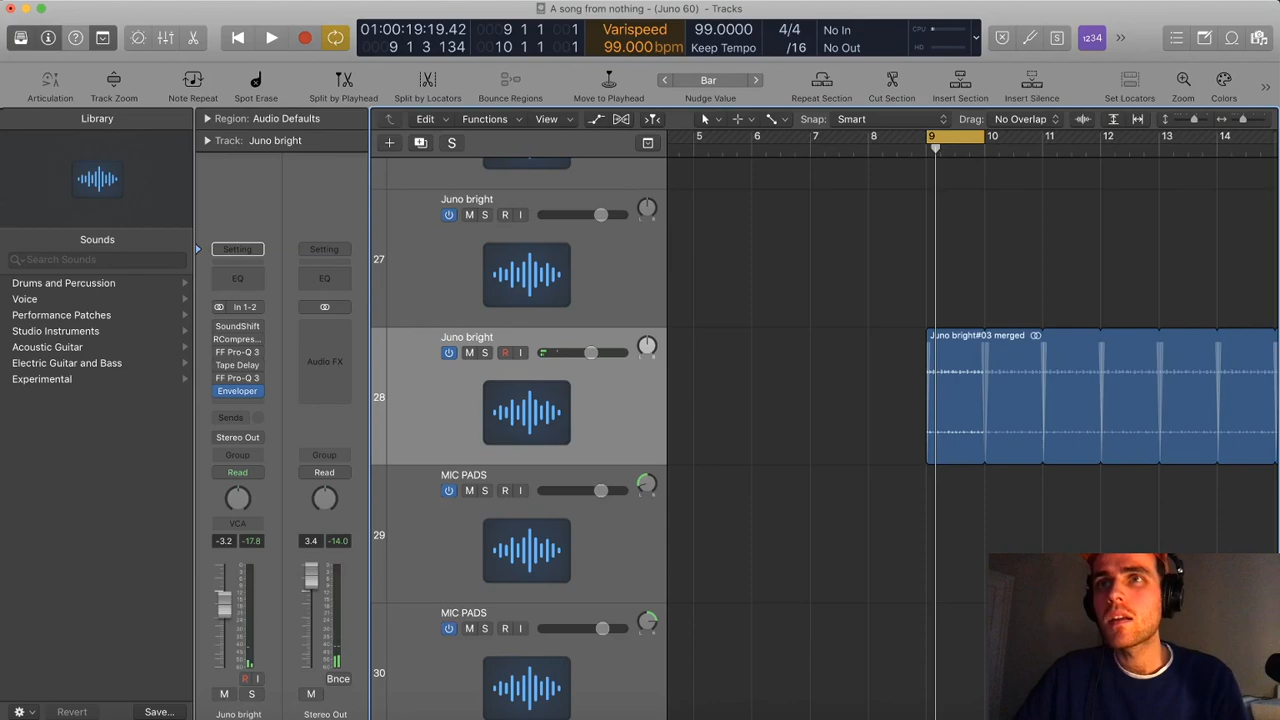 A song from nothing - (Juno 60) - Tracks
01:00:19:19.42
9 1 1 1
9 1 3 134
10 1 1 1
Varispeed
99.000 bpm
99.0000
Keep Tempo
4/4
/16
No In
No Out
CPU
HD
1234
Articulation
Track Zoom
Note Repeat
Spot Erase
Split by Playhead
Split by Locators
Bounce Regions
Move to Playhead
Bar
Nudge Value
Repeat Section
Cut Section
Insert Section
Insert Silence
Set Locators
Zoom
Colors
Library
Region: Audio Defaults
Edit
Functions
View
Snap: Smart
Drag: No Overlap
Track: Juno bright
5
6
7
8
9
10
11
12
13
14
S
Sounds
Search Sounds
Drums and Percussion
Voice
Performance Patches
Studio Instruments
Acoustic Guitar
Electric Guitar and Bass
Experimental
Setting
Setting
EQ
EQ
In 1-2
SoundShift
RCompres...
FF Pro-Q 3
Tape Delay
FF Pro-Q 3
Enveloper
Audio FX
Sends
Stereo Out
Group
Group
Read
Read
VCA
-3.2
-17.8
3.4
-14.0
R I
Bnce
M S
M
Juno bright
Stereo Out
27
Juno bright
M S R I
L R
28
Juno bright
M S R I
L R
Juno bright#03 merged
29
MIC PADS
M S R I
L R
30
MIC PADS
M S R I
L R
Revert
Save...